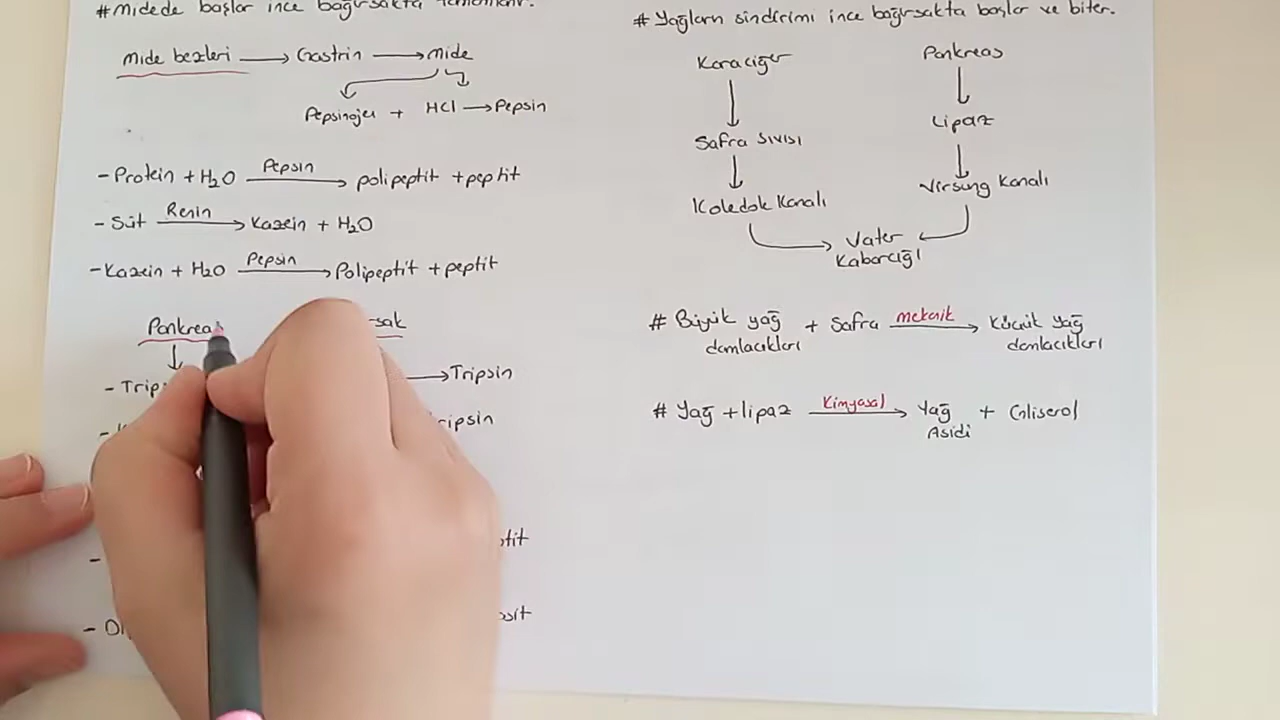 #Midede başlar ince bağırsakta tamamlanır.
Mide bezleri → Gastrin → Mide
Pepsinojen + HCl → Pepsin
- Protein + H2O Pepsin → polipeptit + peptit
- Süt Renin → Kazein + H2O
- Kazein + H2O Pepsin → Polipeptit + peptit
Pankreas
→ Tripsin
# Yağların sindirimi ince bağırsakta başlar ve biter.
Karaciğer
↓
Safra sıvısı
↓
Koledok Kanalı
Pankreas
↓
Lipaz
↓
Virsung Kanalı
Vater
Kabarcığı
# Büyük yağ damlacıkları + Safra mekanik → Küçük yağ damlacıkları
# Yağ + lipaz Kimyasal → Yağ Asidi + Gliserol